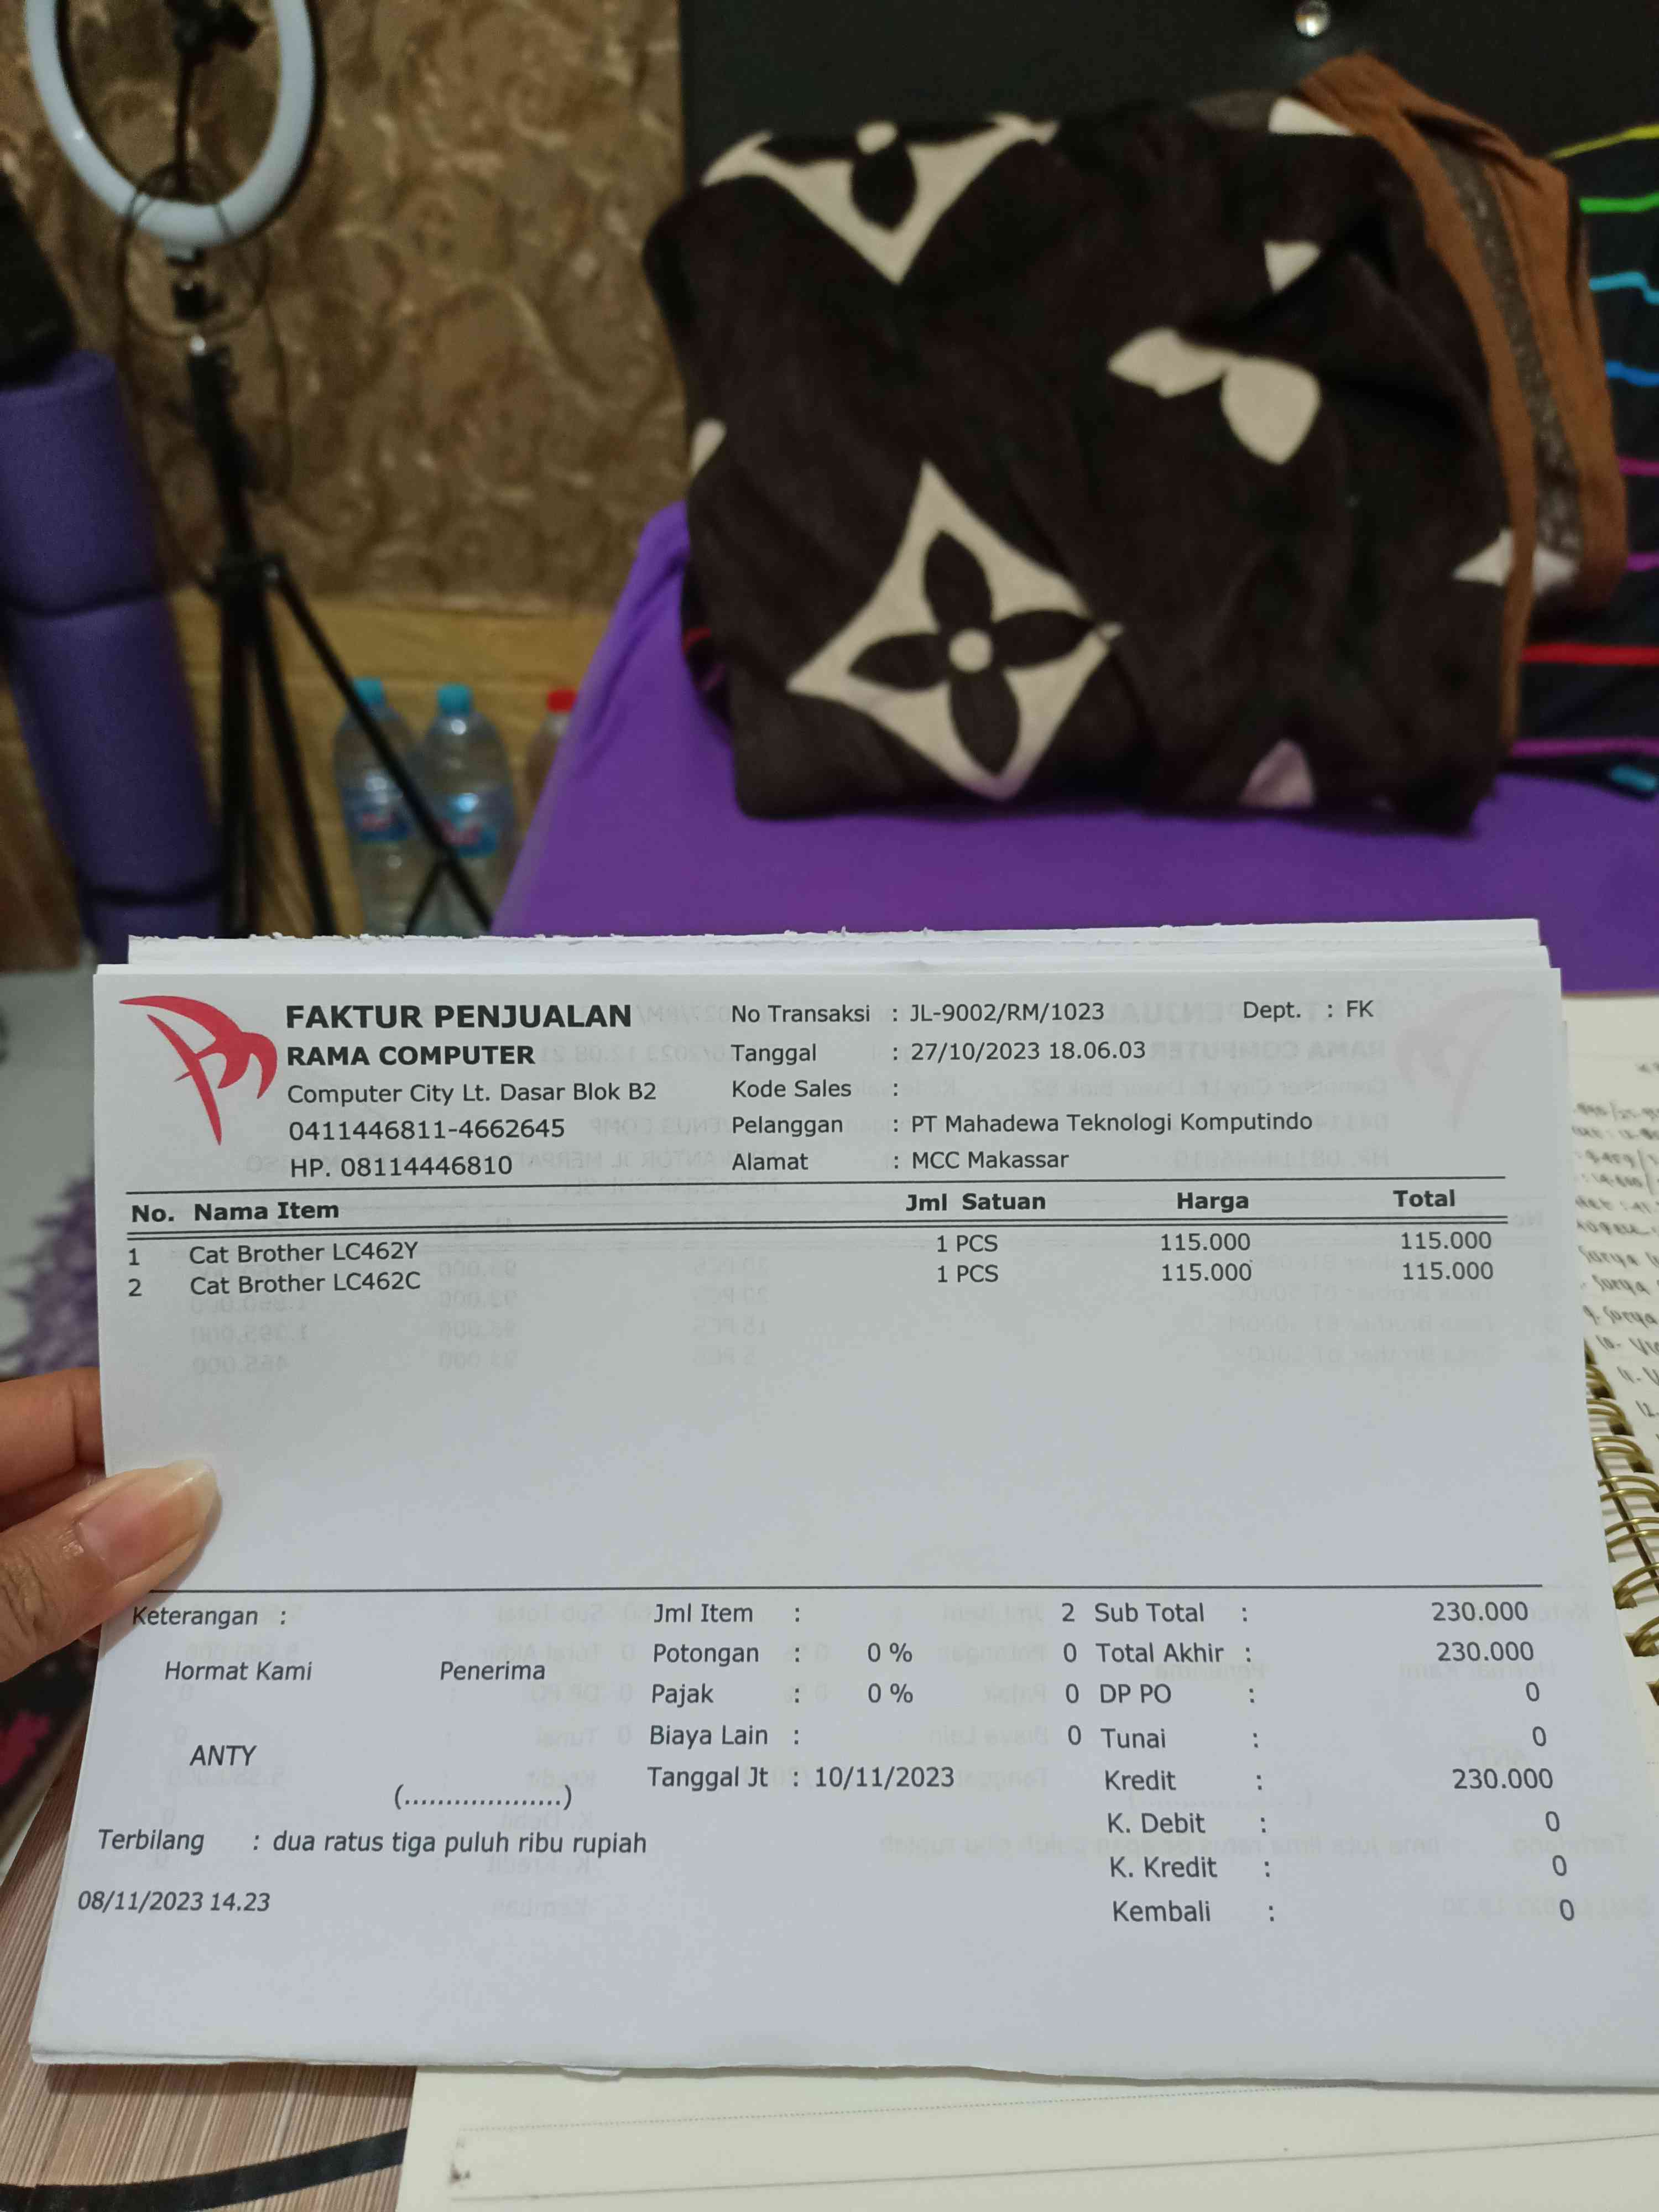 FAKTUR PENJUALAN
RAMA COMPUTER
Computer City Lt. Dasar Blok B2
0411446811-4662645
HP. 08114446810
No Transaksi : JL-9002/RM/1023 Dept. : FK
Tanggal : 27/10/2023 18.06.03
Kode Sales :
Pelanggan : PT Mahadewa Teknologi Komputindo
Alamat : MCC Makassar
No. Nama Item Jml Satuan Harga Total
1 Cat Brother LC462Y 1 PCS 115.000 115.000
2 Cat Brother LC462C 1 PCS 115.000 115.000
Keterangan :
Hormat Kami Penerima
ANTY
(...................)
Jml Item : 2
Potongan : 0 % 0
Pajak : 0 % 0
Biaya Lain : 0
Tanggal Jt : 10/11/2023
Sub Total : 230.000
Total Akhir : 230.000
DP PO : 0
Tunai : 0
Kredit : 230.000
K. Debit : 0
K. Kredit : 0
Kembali : 0
Terbilang : dua ratus tiga puluh ribu rupiah
08/11/2023 14.23